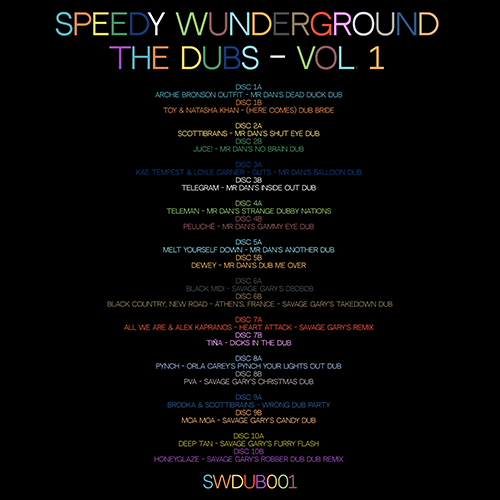 SPEEDY WUNDERGROUND
THE DUBS – VOL. 1
DISC 1A
ARCHIE BRONSON OUTFIT - MR DAN'S DEAD DUCK DUB
DISC 1B
TOY & NATASHA KHAN - (HERE COMES) DUB BRIDE
DISC 2A
SCOTTIBRAINS - MR DAN'S SHUT EYE DUB
DISC 2B
JUCE! - MR DAN'S NO BRAIN DUB
DISC 3A
KAE TEMPEST & LOYLE CARNER - GUTS - MR DAN'S BALLOON DUB
DISC 3B
TELEGRAM - MR DAN'S INSIDE OUT DUB
DISC 4A
TELEMAN - MR DAN'S STRANGE DUBBY NATIONS
DISC 4B
PELUCHÉ - MR DAN'S GAMMY EYE DUB
DISC 5A
MELT YOURSELF DOWN - MR DAN'S ANOTHER DUB
DISC 5B
DEWEY - MR DAN'S DUB ME OVER
DISC 6A
BLACK MIDI - SAVAGE GARY'S DBDBDB
DISC 6B
BLACK COUNTRY, NEW ROAD - ATHEN'S, FRANCE - SAVAGE GARY'S TAKEDOWN DUB
DISC 7A
ALL WE ARE & ALEX KAPRANOS - HEART ATTACK - SAVAGE GARY'S REMIX
DISC 7B
TIÑA - DICKS IN THE DUB
DISC 8A
PYNCH - ORLA CAREY'S PYNCH YOUR LIGHTS OUT DUB
DISC 8B
PVA - SAVAGE GARY'S CHRISTMAS DUB
DISC 9A
BROOKA & SCOTTIBRAINS - WRONG DUB PARTY
DISC 9B
MOA MOA - SAVAGE GARY'S CANDY DUB
DISC 10A
DEEP TAN - SAVAGE GARY'S FURRY FLASH
DISC 10B
HONEYGLAZE - SAVAGE GARY'S ROBBER DUB DUB REMIX
SWDUB001